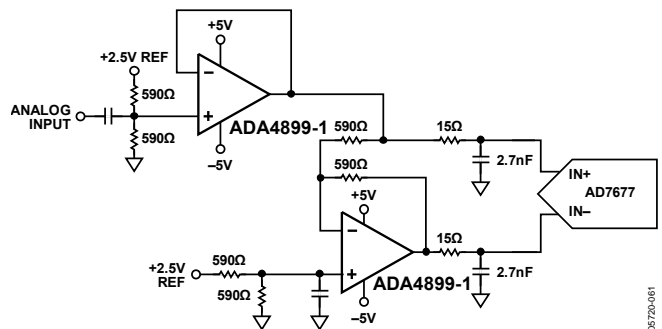 +5V
+2.5V REF
590Ω
ANALOG
INPUT
590Ω
−
+
ADA4899-1
−5V
590Ω
15Ω
590Ω
2.7nF
IN+
AD7677
IN−
+5V
−
+
15Ω
ADA4899-1
2.7nF
+2.5V
REF
590Ω
590Ω
−5V
05720-061